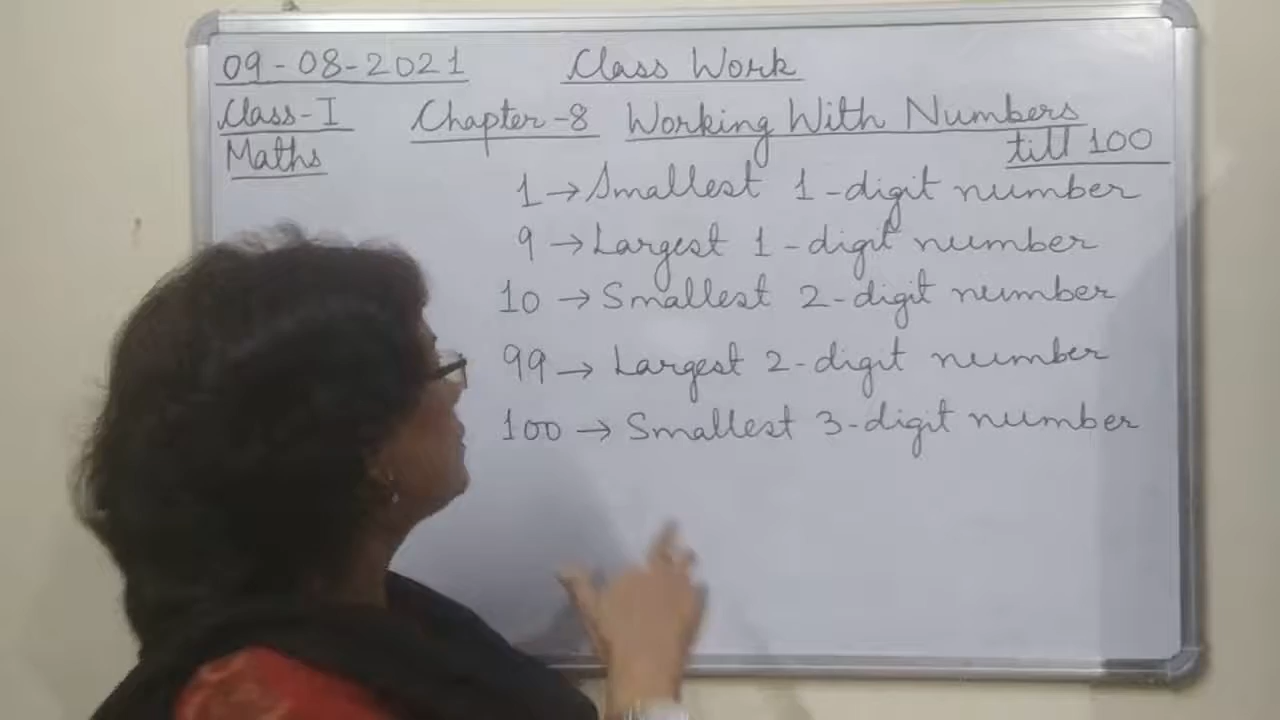 09-08-2021 Class Work
Class-I Chapter-8 Working With Numbers
Maths till 100
1 → Smallest 1-digit number
9 → Largest 1-digit number
10 → Smallest 2-digit number
99 → Largest 2-digit number
100 → Smallest 3-digit number